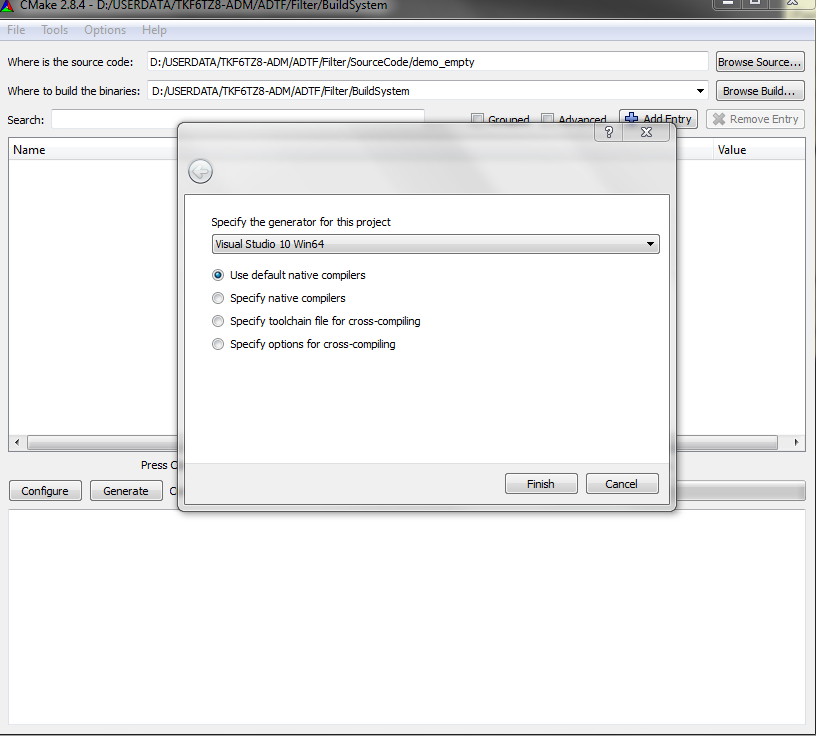 CMake 2.8.4 - D:/USERDATA/TKF6TZ8-ADM/ADTF/Filter/BuildSystem
File Tools Options Help
Where is the source code: D:/USERDATA/TKF6TZ8-ADM/ADTF/Filter/SourceCode/demo_empty Browse Source...
Where to build the binaries: D:/USERDATA/TKF6TZ8-ADM/ADTF/Filter/BuildSystem Browse Build...
Search: Grouped Advanced Add Entry Remove Entry
Name Value
Specify the generator for this project
Visual Studio 10 Win64
Use default native compilers
Specify native compilers
Specify toolchain file for cross-compiling
Specify options for cross-compiling
Press
Finish Cancel
Configure Generate